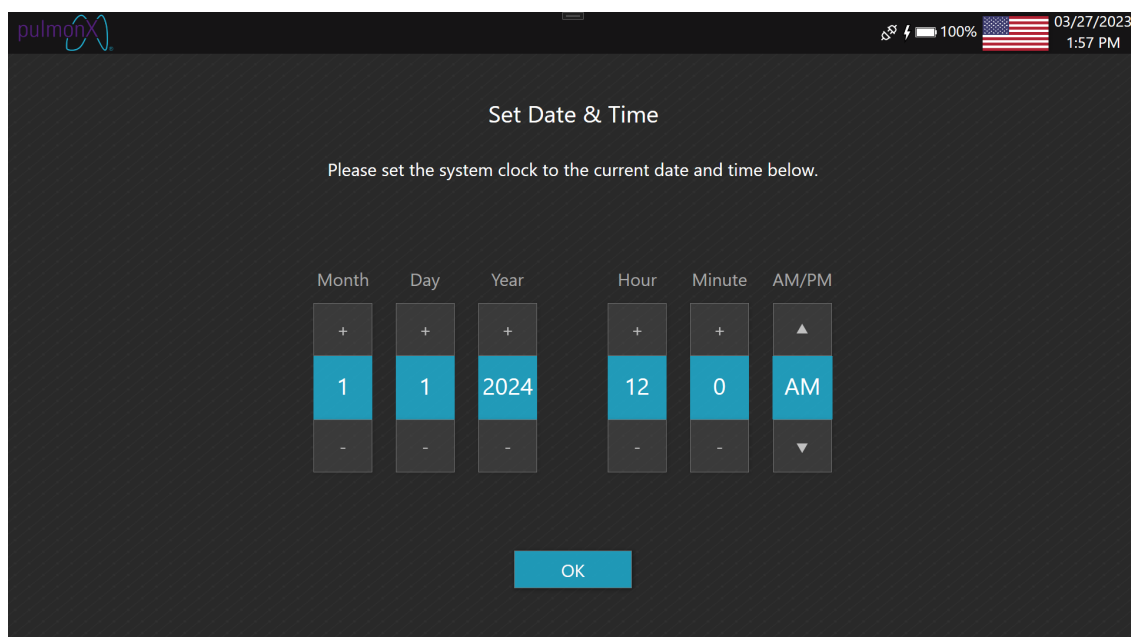 pulmonX
100%
03/27/2023
1:57 PM
Set Date & Time
Please set the system clock to the current date and time below.
Month Day Year Hour Minute AM/PM
+ + + + + ▲
1 1 2024 12 0 AM
- - - - - ▼
OK